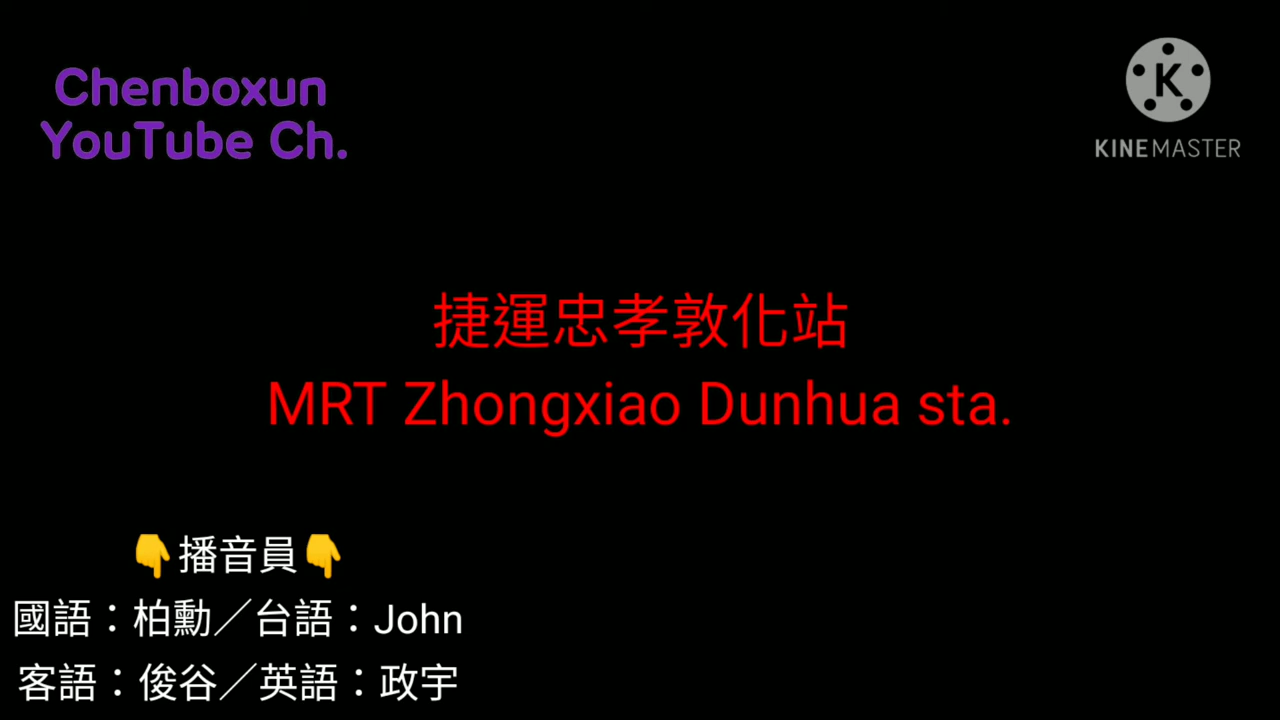 Chenboxun
YouTube Ch.
KINEMASTER
捷運忠孝敦化站
MRT Zhongxiao Dunhua sta.
👇播音員👇
國語：柏勳／台語：John
客語：俊谷／英語：政宇